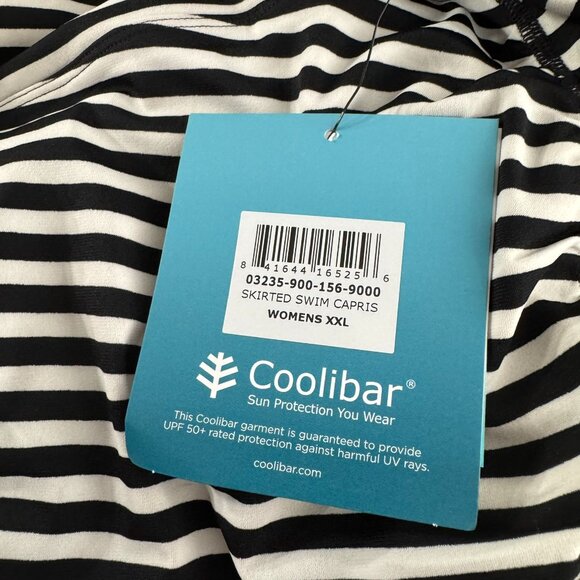 8 41644 16525 6
03235-900-156-9000
SKIRTED SWIM CAPRIS
WOMENS XXL
Coolibar®
Sun Protection You Wear
This Coolibar garment is guaranteed to provide
UPF 50+ rated protection against harmful UV rays.
coolibar.com